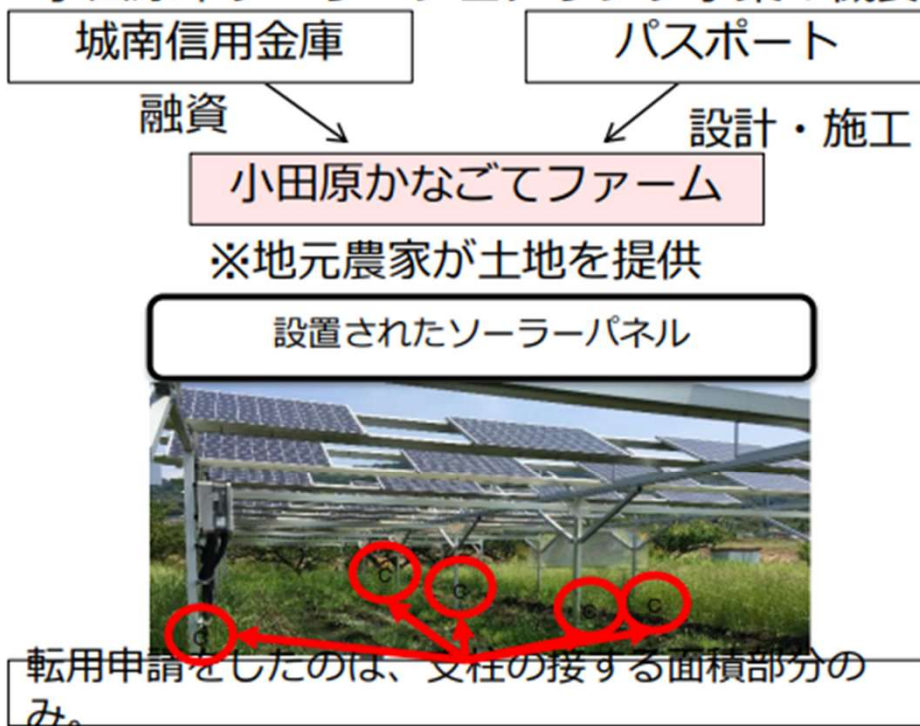 城南信用金庫
パスポート
融資
設計・施工
小田原かなごてファーム
※地元農家が土地を提供
設置されたソーラーパネル
C
C
C
C
C
転用申請をしたのは、支柱の接する面積部分の
み。